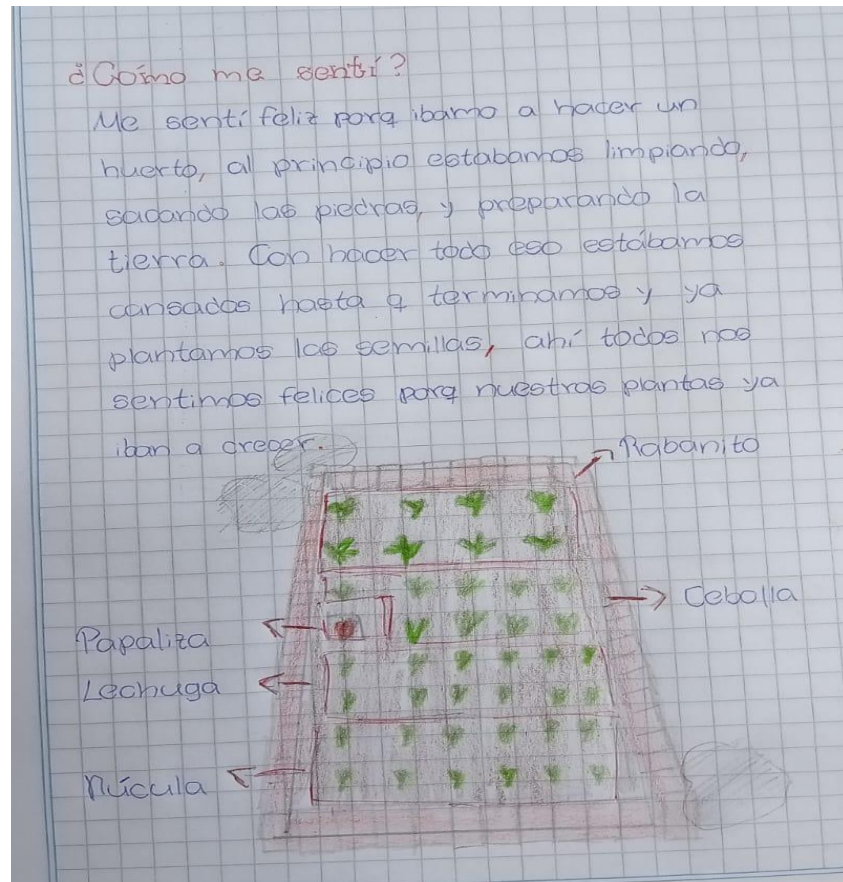 ¿Cómo me sentí?
Me sentí feliz porq ibamo a hacer un
huerto, al principio estabamos limpiando,
sacando las piedras, y preparando la
tierra. Con hacer todo eso estábamos
cansados hasta q terminamos y ya
plantamos las semillas, ahí todos nos
sentimos felices porq nuestras plantas ya
iban a crecer.
Rabanito
Cebolla
Papaliza
Lechuga
Rúcula